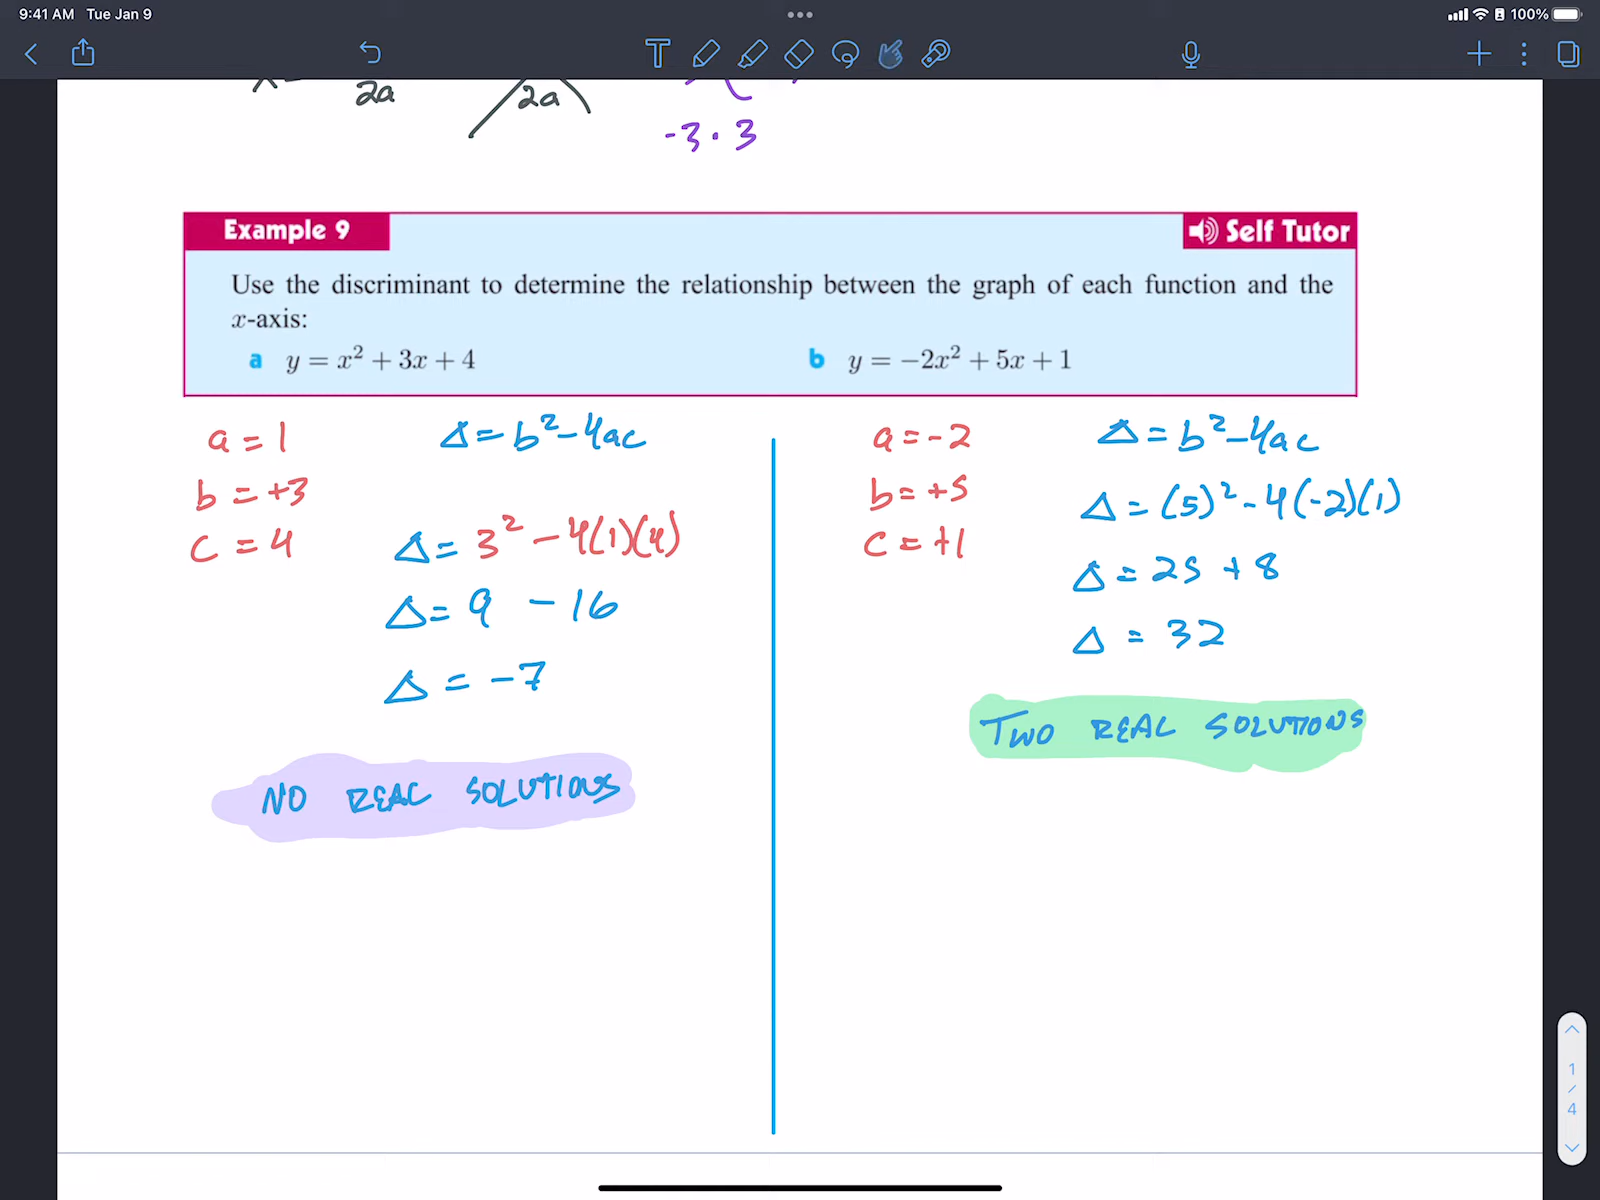 9:41 AM Tue Jan 9
100%
2a
2a
-3 · 3
Example 9
Self Tutor
Use the discriminant to determine the relationship between the graph of each function and the
x-axis:
a y = x² + 3x + 4
b y = −2x² + 5x + 1
a = 1
b = +3
c = 4
Δ = b² - 4ac
Δ = 3² - 4(1)(4)
Δ = 9 - 16
Δ = -7
NO REAL SOLUTIONS
a = -2
b = +5
c = +1
Δ = b² - 4ac
Δ = (5)² - 4(-2)(1)
Δ = 25 + 8
Δ = 32
TWO REAL SOLUTIONS
1
/
4